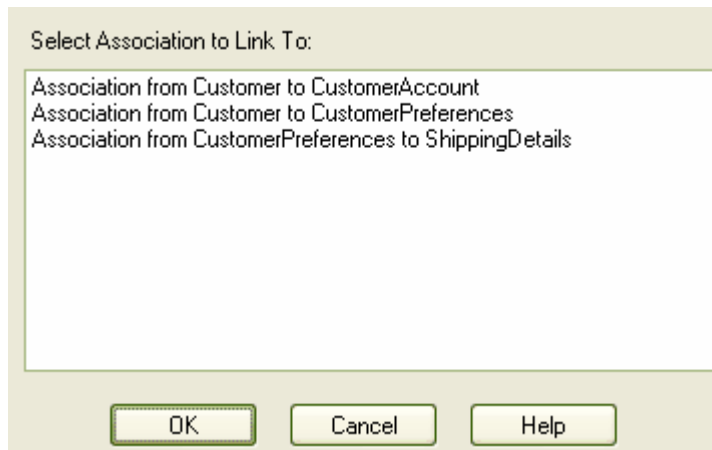 Select Association to Link To:
Association from Customer to CustomerAccount
Association from Customer to CustomerPreferences
Association from CustomerPreferences to ShippingDetails
OK Cancel Help